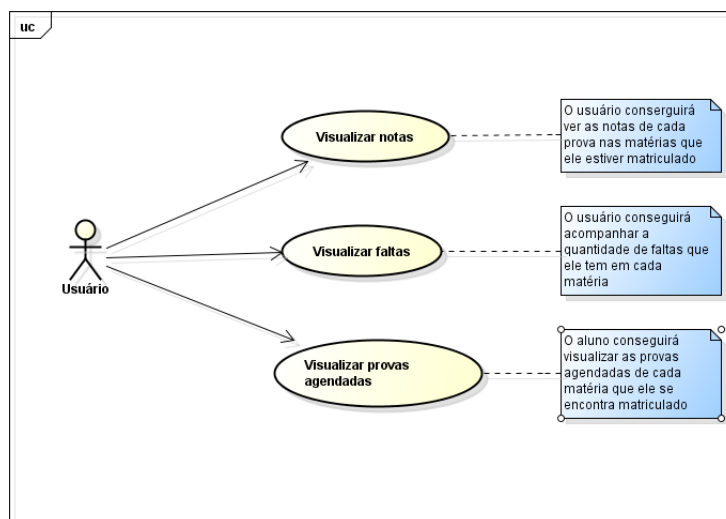 uc
Visualizar notas
O usuário conserguirá
ver as notas de cada
prova nas matérias que
ele estiver matriculado
Visualizar faltas
O usuário conseguirá
acompanhar a
quantidade de faltas que
ele tem em cada
matéria
Usuário
Visualizar provas
agendadas
O aluno conseguirá
visualizar as provas
agendadas de cada
matéria que ele se
encontra matriculado